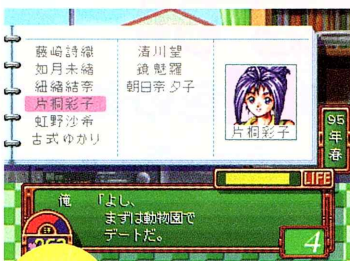 藤崎詩織
如月未緒
紐緒結奈
片桐彩子
虹野沙希
古式ゆかり
清川望
鏡魅羅
朝日奈夕子
片桐彩子
95
年
春
LIFE
俺 「よし、
まずは動物園で
デートだ。
4